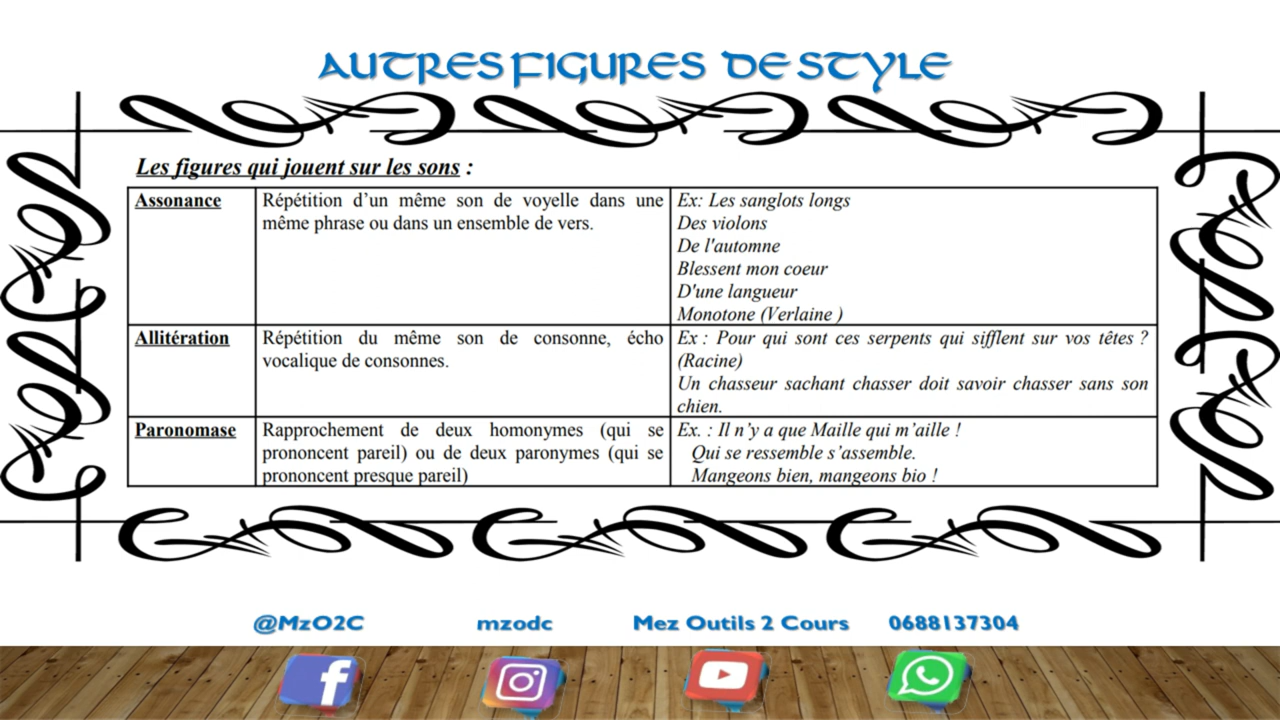 AUTRES FIGURES DE STYLE
Les figures qui jouent sur les sons :
Assonance
Répétition d’un même son de voyelle dans une
même phrase ou dans un ensemble de vers.
Ex: Les sanglots longs
Des violons
De l'automne
Blessent mon coeur
D'une langueur
Monotone (Verlaine )
Allitération
Répétition du même son de consonne, écho
vocalique de consonnes.
Ex : Pour qui sont ces serpents qui sifflent sur vos têtes ?
(Racine)
Un chasseur sachant chasser doit savoir chasser sans son
chien.
Paronomase
Rapprochement de deux homonymes (qui se
prononcent pareil) ou de deux paronymes (qui se
prononcent presque pareil)
Ex. : Il n’y a que Maille qui m’aille !
Qui se ressemble s’assemble.
Mangeons bien, mangeons bio !
@MzO2C
mzodc
Mez Outils 2 Cours
0688137304